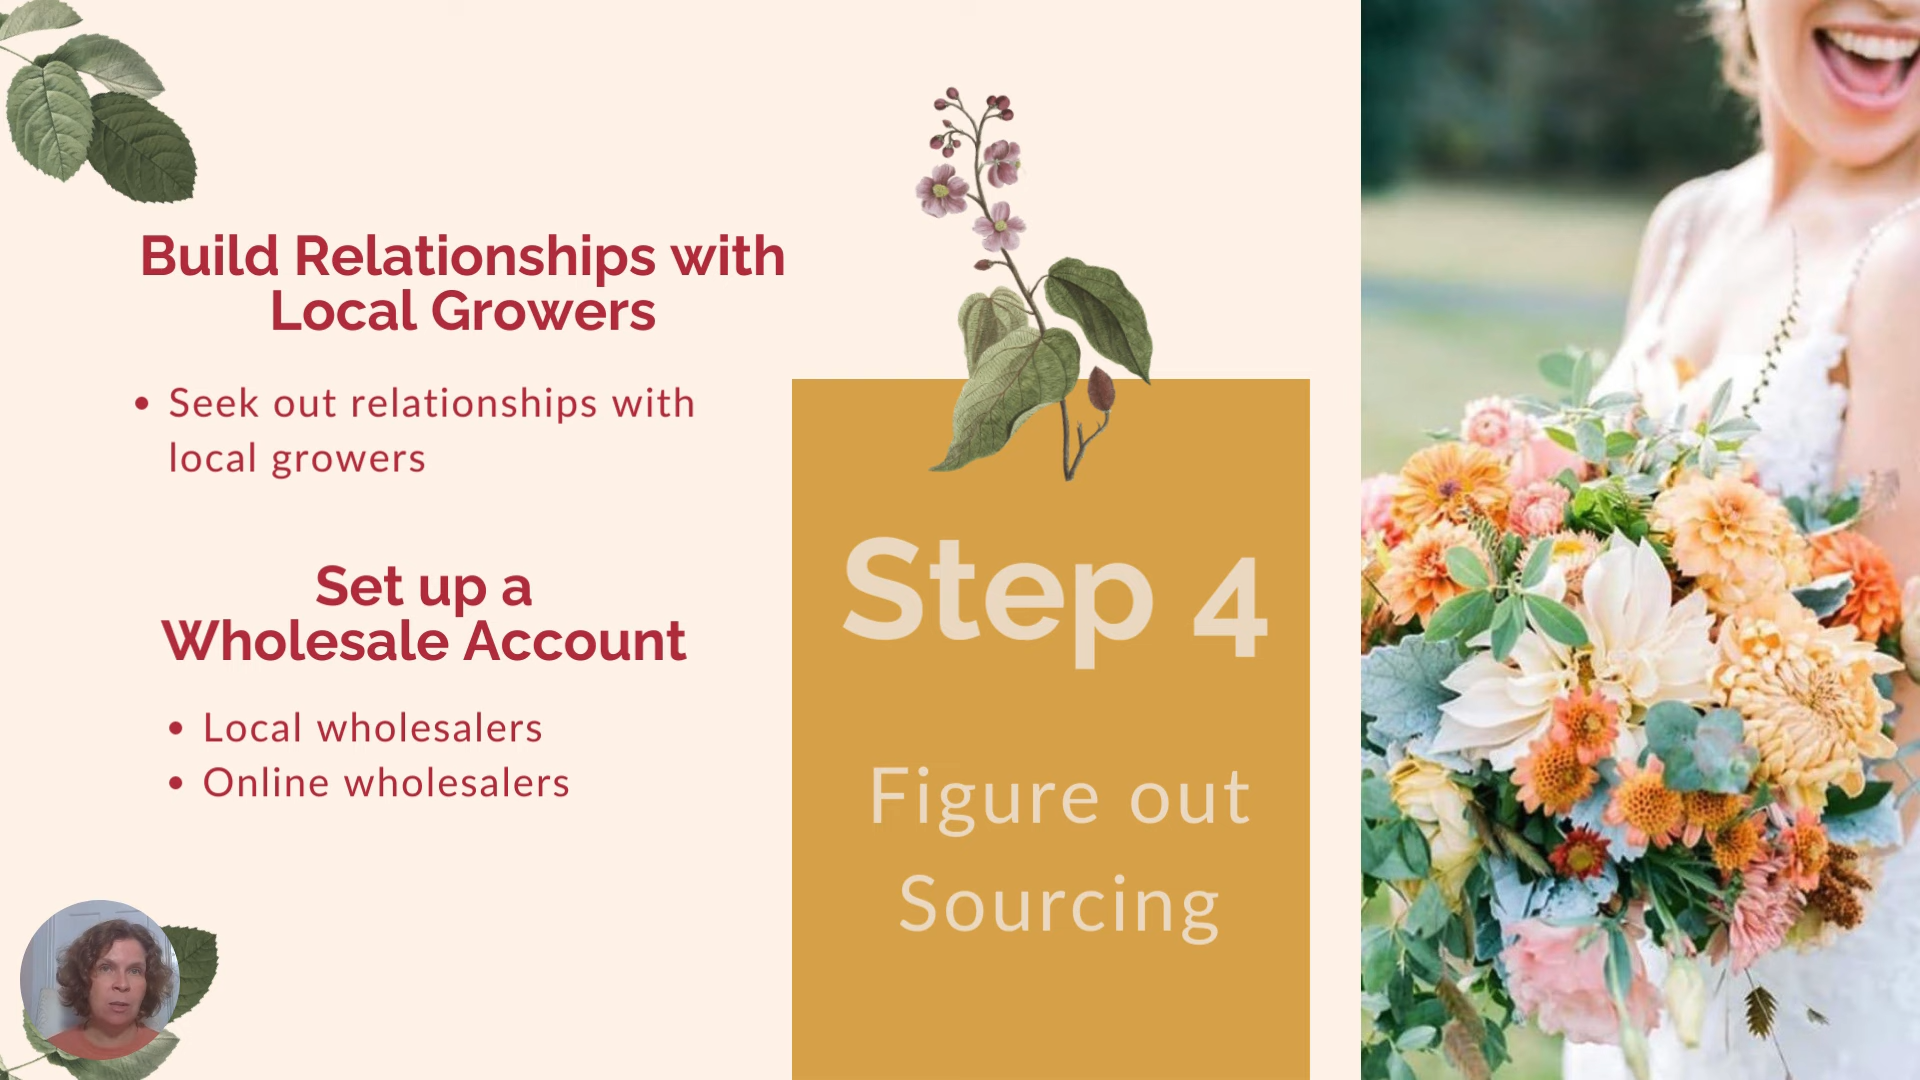 Build Relationships with
Local Growers
• Seek out relationships with
local growers
Set up a
Wholesale Account
• Local wholesalers
• Online wholesalers
Step 4
Figure out
Sourcing